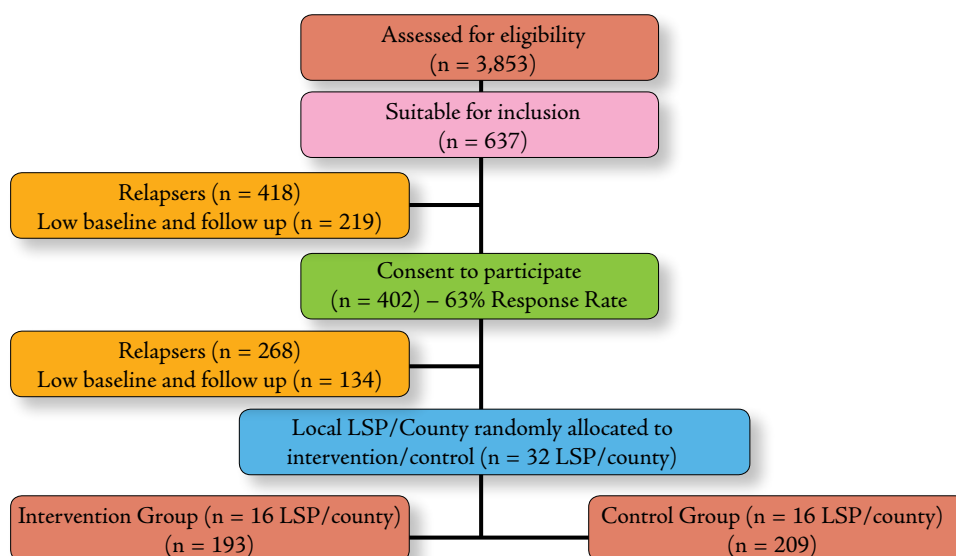 Assessed for eligibility
(n = 3,853)
Suitable for inclusion
(n = 637)
Relapsers (n = 418)
Low baseline and follow up (n = 219)
Consent to participate
(n = 402) – 63% Response Rate
Relapsers (n = 268)
Low baseline and follow up (n = 134)
Local LSP/County randomly allocated to
intervention/control (n = 32 LSP/county)
Intervention Group (n = 16 LSP/county)
(n = 193)
Control Group (n = 16 LSP/county)
(n = 209)